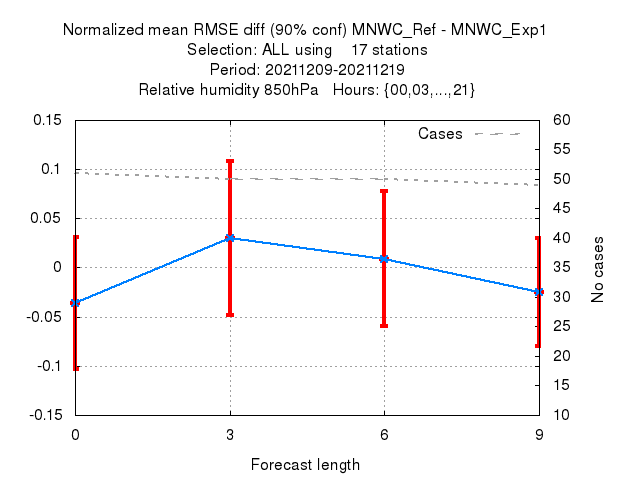 Normalized mean RMSE diff (90% conf) MNWC_Ref - MNWC_Exp1
Selection: ALL using 17 stations
Period: 20211209-20211219
Relative humidity 850hPa Hours: {00,03,...,21}
Cases
0.15
0.1
0.05
0
-0.05
-0.1
-0.15
60
55
50
45
40
35
30
25
20
15
10
No cases
0 3 6 9
Forecast length